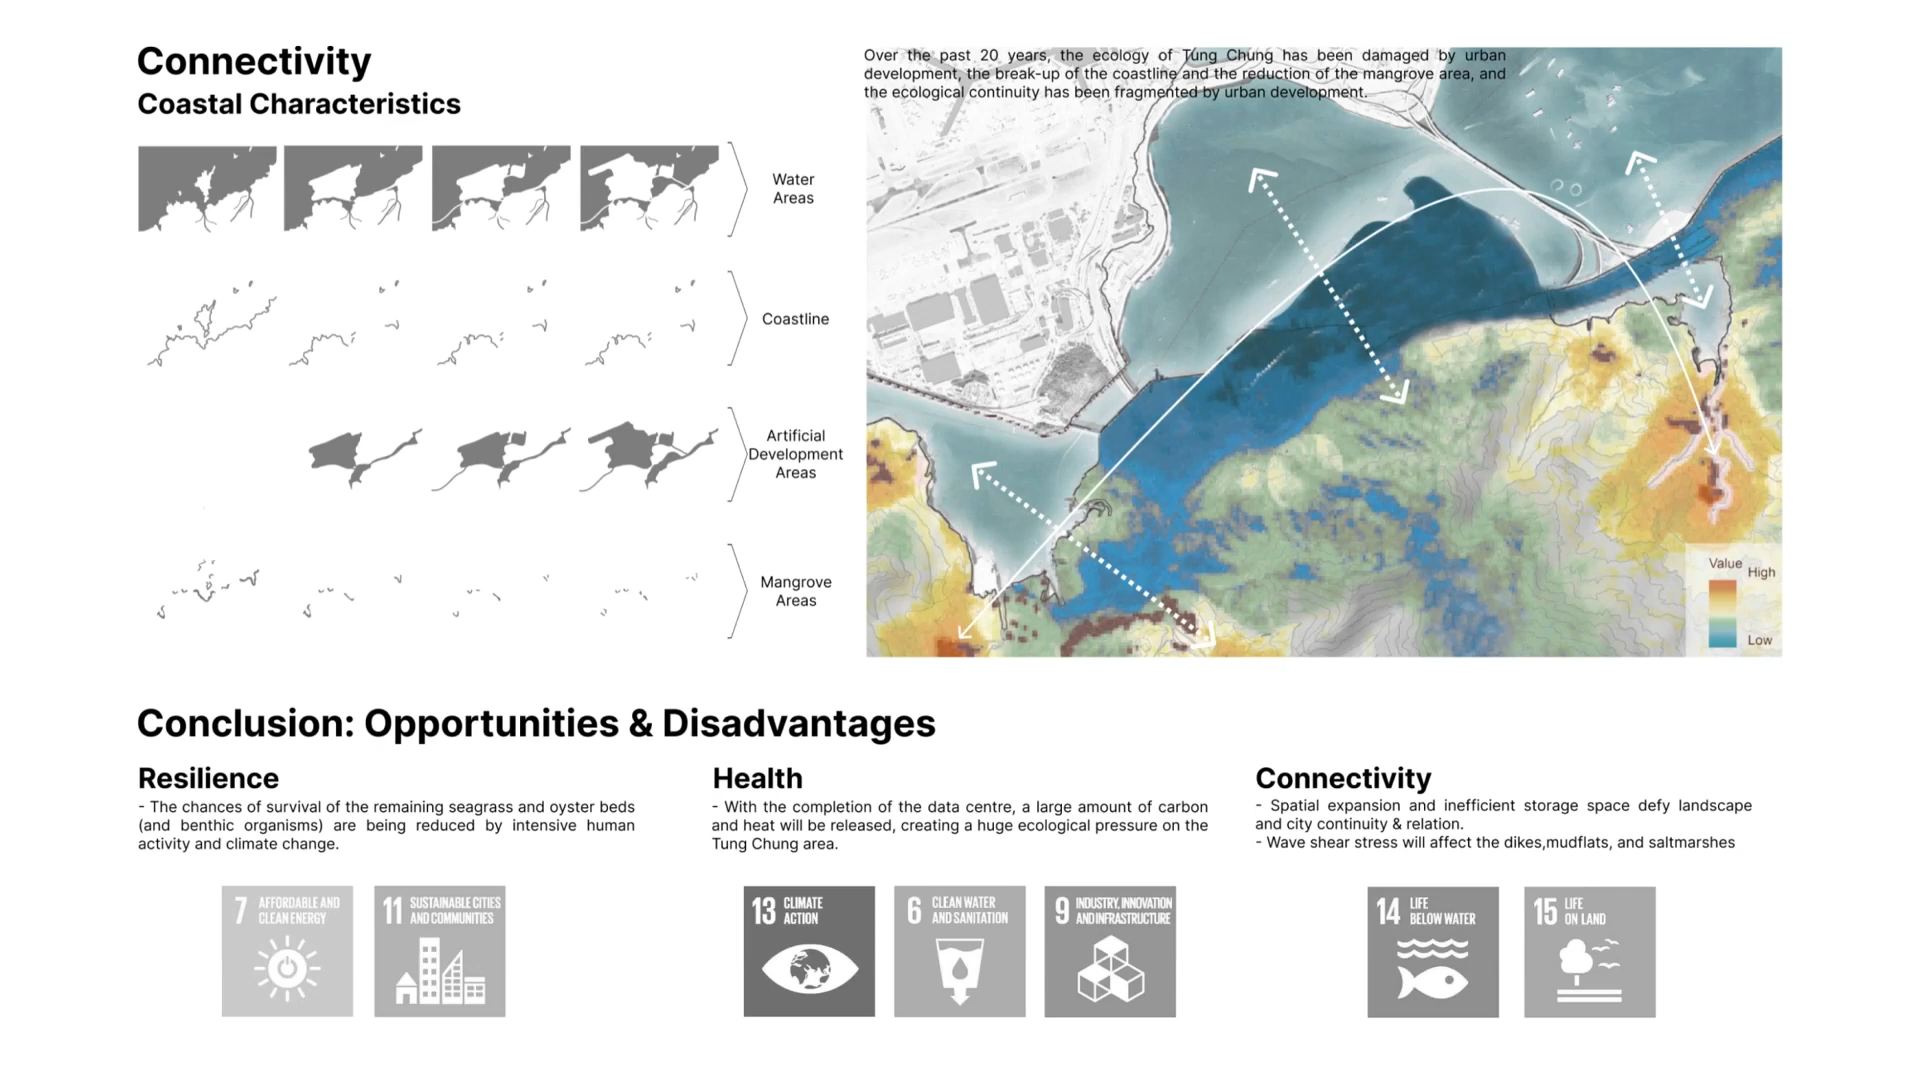 Connectivity
Coastal Characteristics
Water
Areas
Coastline
Artificial
Development
Areas
Mangrove
Areas
Over the past 20 years, the ecology of Tung Chung has been damaged by urban
development, the break-up of the coastline and the reduction of the mangrove area, and
the ecological continuity has been fragmented by urban development.
Value
High
Low
Conclusion: Opportunities & Disadvantages
Resilience
- The chances of survival of the remaining seagrass and oyster beds
(and benthic organisms) are being reduced by intensive human
activity and climate change.
7 AFFORDABLE AND
CLEAN ENERGY
11 SUSTAINABLE CITIES
AND COMMUNITIES
Health
- With the completion of the data centre, a large amount of carbon
and heat will be released, creating a huge ecological pressure on the
Tung Chung area.
13 CLIMATE
ACTION
6 CLEAN WATER
AND SANITATION
9 INDUSTRY, INNOVATION
AND INFRASTRUCTURE
Connectivity
- Spatial expansion and inefficient storage space defy landscape
and city continuity & relation.
- Wave shear stress will affect the dikes,mudflats, and saltmarshes
14 LIFE
BELOW WATER
15 LIFE
ON LAND